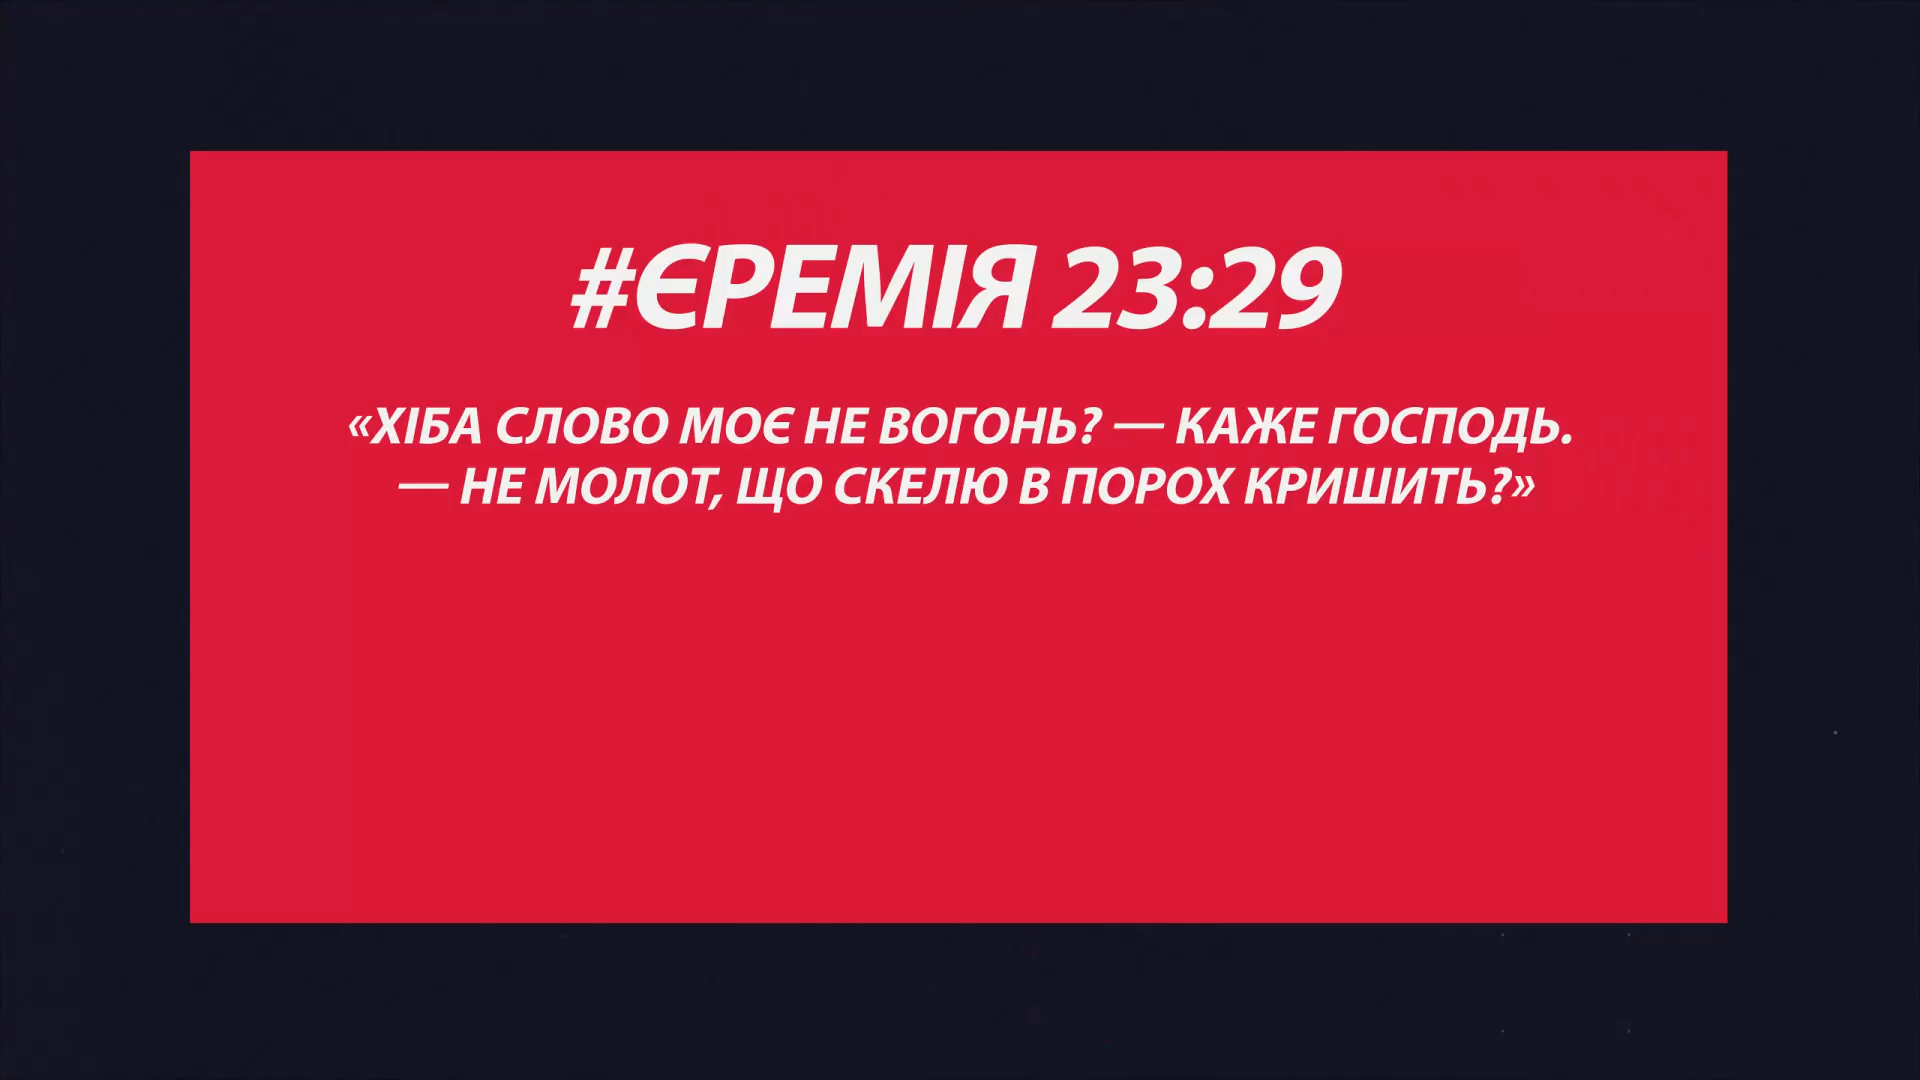 #ЄРЕМІЯ 23:29
«ХІБА СЛОВО МОЄ НЕ ВОГОНЬ? — КАЖЕ ГОСПОДЬ.
— НЕ МОЛОТ, ЩО СКЕЛЮ В ПОРОХ КРИШИТЬ?»